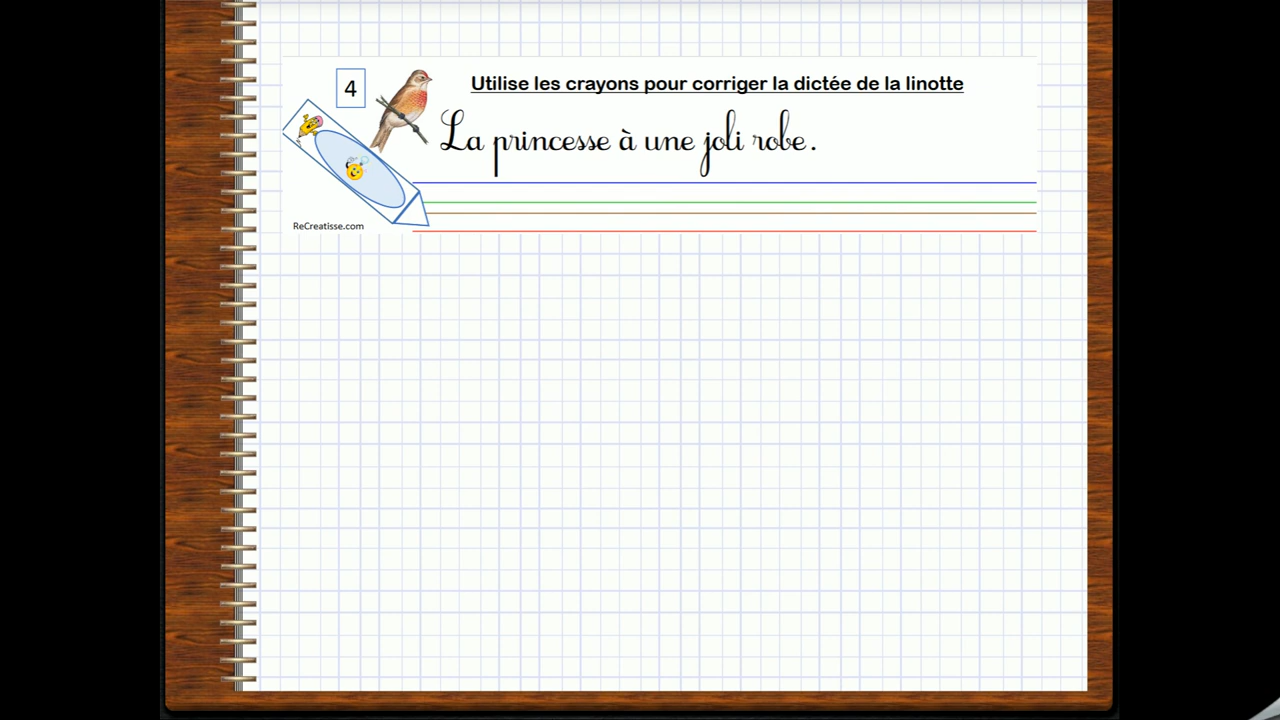 4
Utilise les crayons pour corriger la dictée de la linotte
La princesse à une joli robe.
ReCreatisse.com